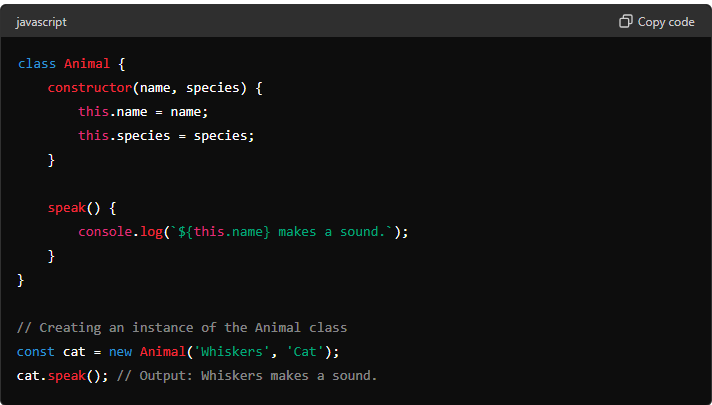 javascript
Copy code
class Animal {
    constructor(name, species) {
        this.name = name;
        this.species = species;
    }

    speak() {
        console.log(`${this.name} makes a sound.`);
    }
}

// Creating an instance of the Animal class
const cat = new Animal('Whiskers', 'Cat');
cat.speak(); // Output: Whiskers makes a sound.